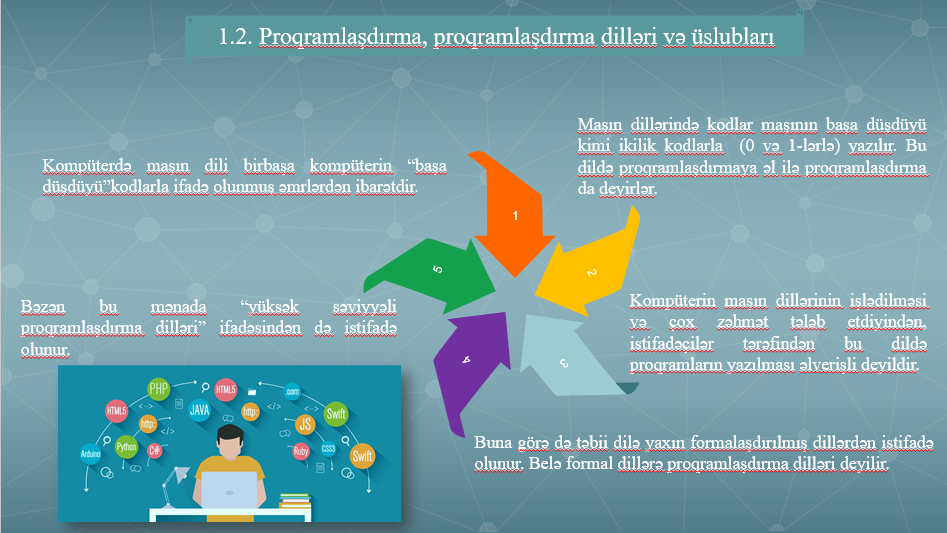 1.2. Proqramlaşdırma, proqramlaşdırma dilləri və üslubları
Kompüterdə maşın dili birbaşa kompüterin “başa
düşdüyü”kodlarla ifadə olunmuş əmrlərdən ibarətdir.
Maşın dillərində kodlar maşının başa düşdüyü
kimi ikilik kodlarla (0 və 1-lərlə) yazılır. Bu
dildə proqramlaşdırmaya əl ilə proqramlaşdırma
da deyirlər.
1
2
3
4
5
Kompüterin maşın dillərinin islədilməsi
və çox zəhmət tələb etdiyindən,
istifadəçilər tərəfindən bu dildə
proqramların yazılması əlverisli deyildir.
Bəzən bu mənada “yüksək səviyyəli
proqramlaşdırma dilləri” ifadəsindən də istifadə
olunur.
Buna görə də təbii dilə yaxın formalaşdırılmış dillərdən istifadə
olunur. Belə formal dillərə proqramlaşdırma dilləri deyilir.
PHP
HTML5
.com
HTML5
JAVA
http:
Swift
http:
JS
Python
C#
Ruby
CSS3
Arduino
Swift